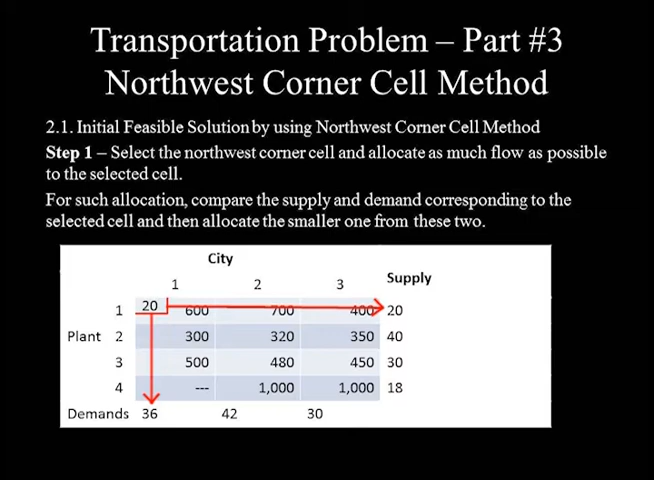 Transportation Problem – Part #3
Northwest Corner Cell Method
2.1. Initial Feasible Solution by using Northwest Corner Cell Method
Step 1 – Select the northwest corner cell and allocate as much flow as possible
to the selected cell.
For such allocation, compare the supply and demand corresponding to the
selected cell and then allocate the smaller one from these two.
City
1 2 3 Supply
1 20 600 700 400 20
Plant 2 300 320 350 40
3 500 480 450 30
4 --- 1,000 1,000 18
Demands 36 42 30